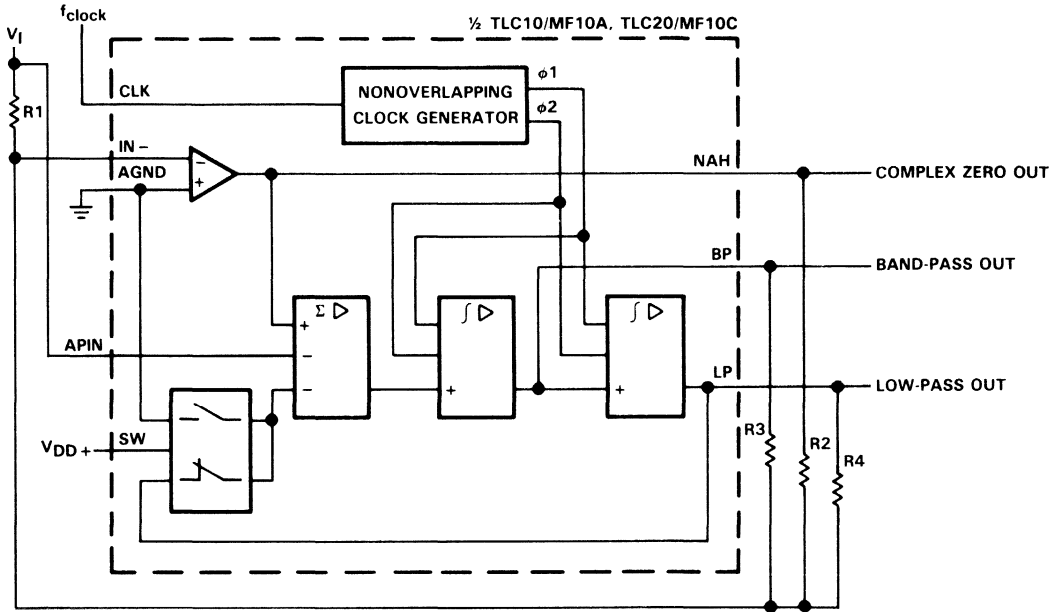 ½ TLC10/MF10A, TLC20/MF10C
fclock
VI
CLK
NONOVERLAPPING
CLOCK GENERATOR
ϕ1
ϕ2
R1
IN −
AGND
−
+
NAH
COMPLEX ZERO OUT
BP
BAND-PASS OUT
Σ ▷
∫ ▷
∫ ▷
+
APIN
−
−
+
+
LP
LOW-PASS OUT
VDD +
SW
R3
R2
R4